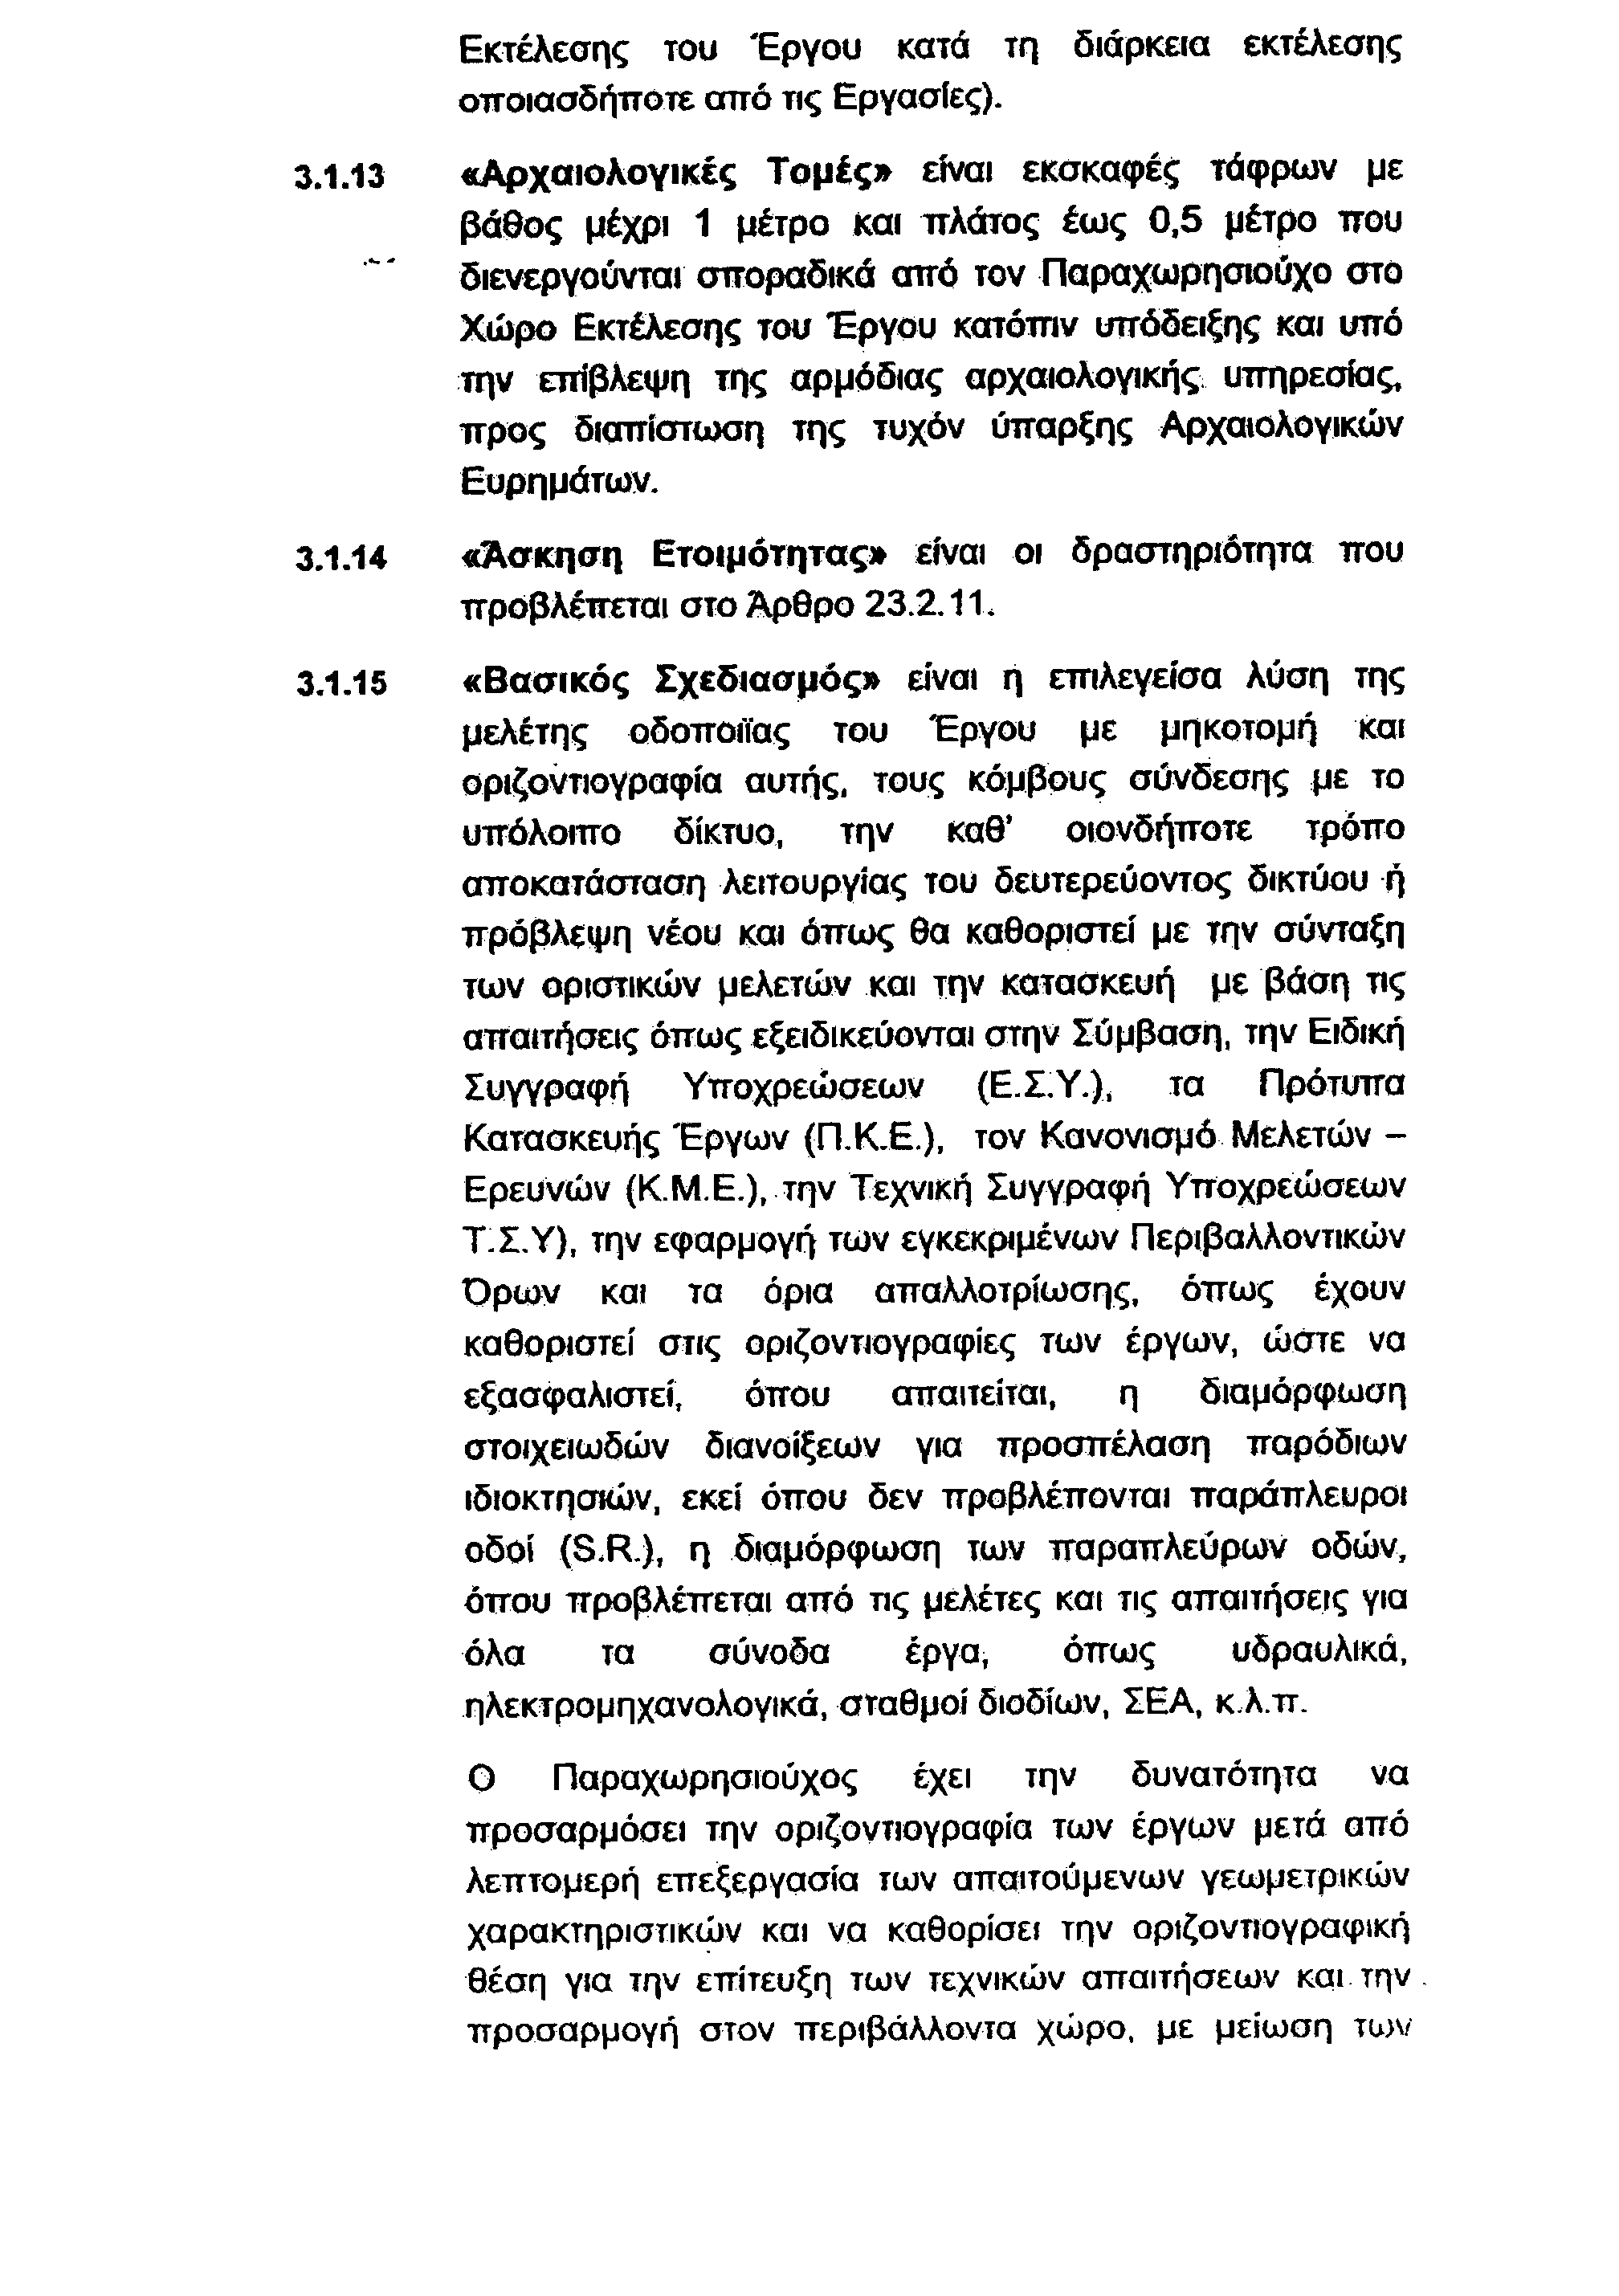 Εκτέλεσης του Έργου κατά τη διάρκεια εκτέλεσης
οποιασδήποτε από τις Εργασίες).
3.1.13 «Αρχαιολογικές Τομές» είναι εκσκαφές τάφρων με
βάθος μέχρι 1 μέτρο και πλάτος έως 0,5 μέτρο που
διενεργούνται σποραδικά από τον Παραχωρησιούχο στο
Χώρο Εκτέλεσης του Έργου κατόπιν υπόδειξης και υπό
την επίβλεψη της αρμόδιας αρχαιολογικής υπηρεσίας,
προς διαπίστωση της τυχόν ύπαρξης Αρχαιολογικών
Ευρημάτων.
3.1.14 «Άσκηση Ετοιμότητας» είναι οι δραστηριότητα που
προβλέπεται στο Άρθρο 23.2.11.
3.1.15 «Βασικός Σχεδιασμός» είναι η επιλεγείσα λύση της
μελέτης οδοποιΐας του Έργου με μηκοτομή και
οριζοντιογραφία αυτής, τους κόμβους σύνδεσης με το
υπόλοιπο δίκτυο, την καθ' οιονδήποτε τρόπο
αποκατάσταση λειτουργίας του δευτερεύοντος δικτύου ή
πρόβλεψη νέου και όπως θα καθοριστεί με την σύνταξη
των οριστικών μελετών και την κατασκευή με βάση τις
απαιτήσεις όπως εξειδικεύονται στην Σύμβαση, την Ειδική
Συγγραφή Υποχρεώσεων (Ε.Σ.Υ.), τα Πρότυπα
Κατασκευής Έργων (Π.Κ.Ε.), τον Κανονισμό Μελετών –
Ερευνών (Κ.Μ.Ε.), την Τεχνική Συγγραφή Υποχρεώσεων
Τ.Σ.Υ), την εφαρμογή των εγκεκριμένων Περιβαλλοντικών
Όρων και τα όρια απαλλοτρίωσης, όπως έχουν
καθοριστεί στις οριζοντιογραφίες των έργων, ώστε να
εξασφαλιστεί, όπου απαιτείται, η διαμόρφωση
στοιχειωδών διανοίξεων για προσπέλαση παρόδιων
ιδιοκτησιών, εκεί όπου δεν προβλέπονται παράπλευροι
οδοί (S.R.), η διαμόρφωση των παραπλεύρων οδών,
όπου προβλέπεται από τις μελέτες και τις απαιτήσεις για
όλα τα σύνοδα έργα, όπως υδραυλικά,
ηλεκτρομηχανολογικά, σταθμοί διοδίων, ΣΕΑ, κ.λ.π.
Ο Παραχωρησιούχος έχει την δυνατότητα να
προσαρμόσει την οριζοντιογραφία των έργων μετά από
λεπτομερή επεξεργασία των απαιτούμενων γεωμετρικών
χαρακτηριστικών και να καθορίσει την οριζοντιογραφική
θέση για την επίτευξη των τεχνικών απαιτήσεων και την
προσαρμογή στον περιβάλλοντα χώρο, με μείωση των